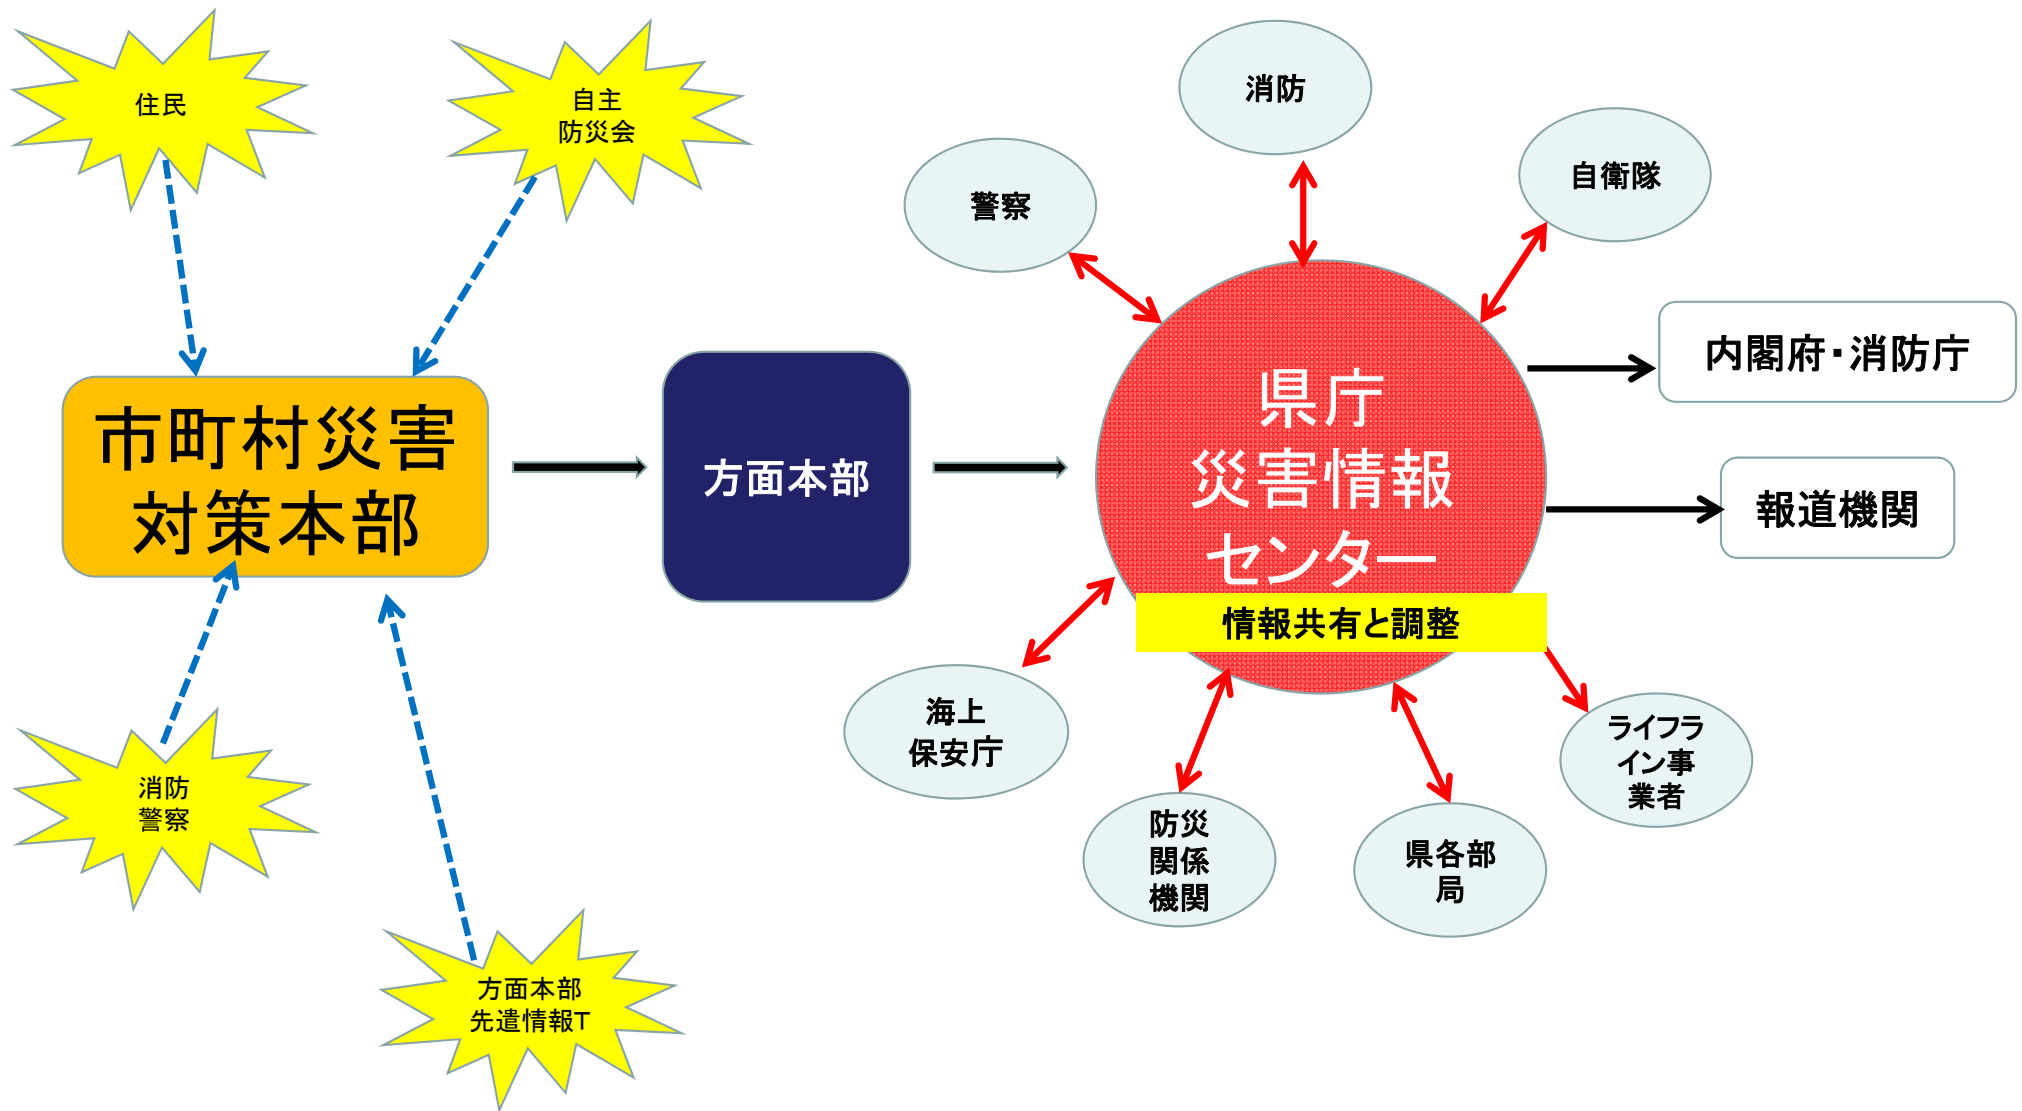 住民
自主
防災会
市町村災害
対策本部
消防
警察
方面本部
先遣情報T
方面本部
消防
警察
自衛隊
県庁
災害情報
センター
情報共有と調整
内閣府・消防庁
報道機関
海上
保安庁
防災
関係
機関
県各部
局
ライフラ
イン事
業者